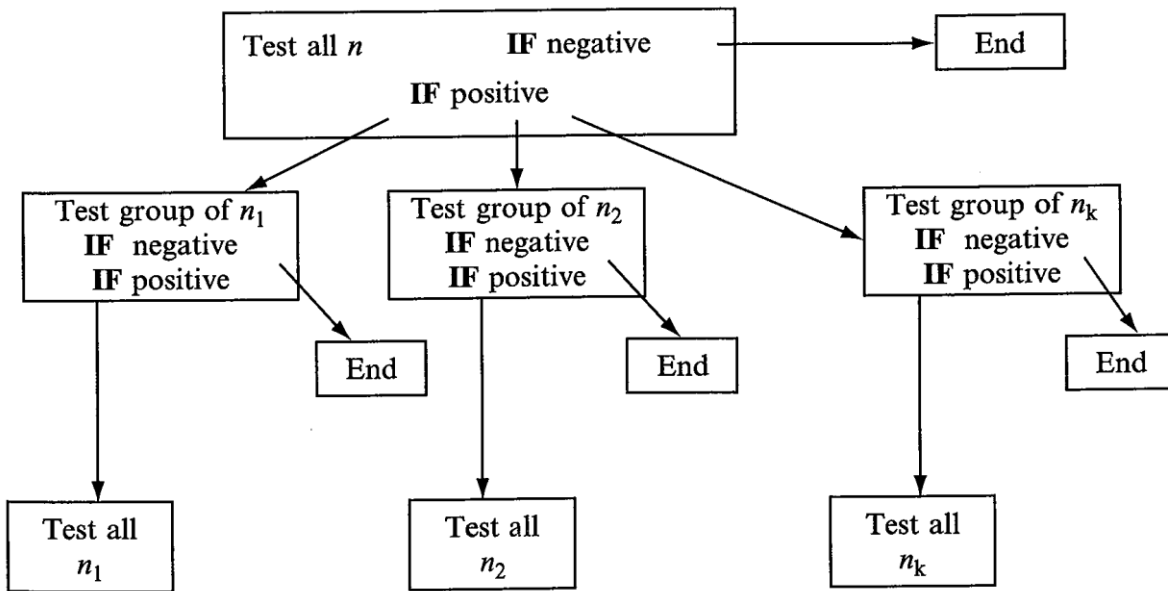 Test all n IF negative End
IF positive
Test group of n₁
IF negative
IF positive
Test group of n₂
IF negative
IF positive
Test group of nₖ
IF negative
IF positive
End
End
End
Test all
n₁
Test all
n₂
Test all
nₖ